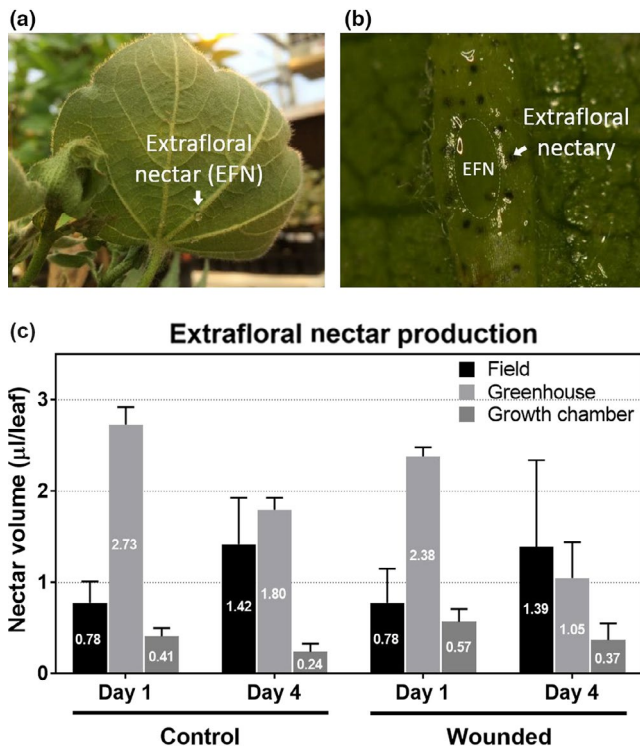 (a)
Extrafloral
nectar (EFN)
(b)
Extrafloral
nectary
EFN
(c)
Extrafloral nectar production
Field
Greenhouse
Growth chamber
Nectar volume (µl/leaf)
3
2
1
0
0.78
2.73
0.41
1.42
1.80
0.24
0.78
2.38
0.57
1.39
1.05
0.37
Day 1
Day 4
Day 1
Day 4
Control
Wounded